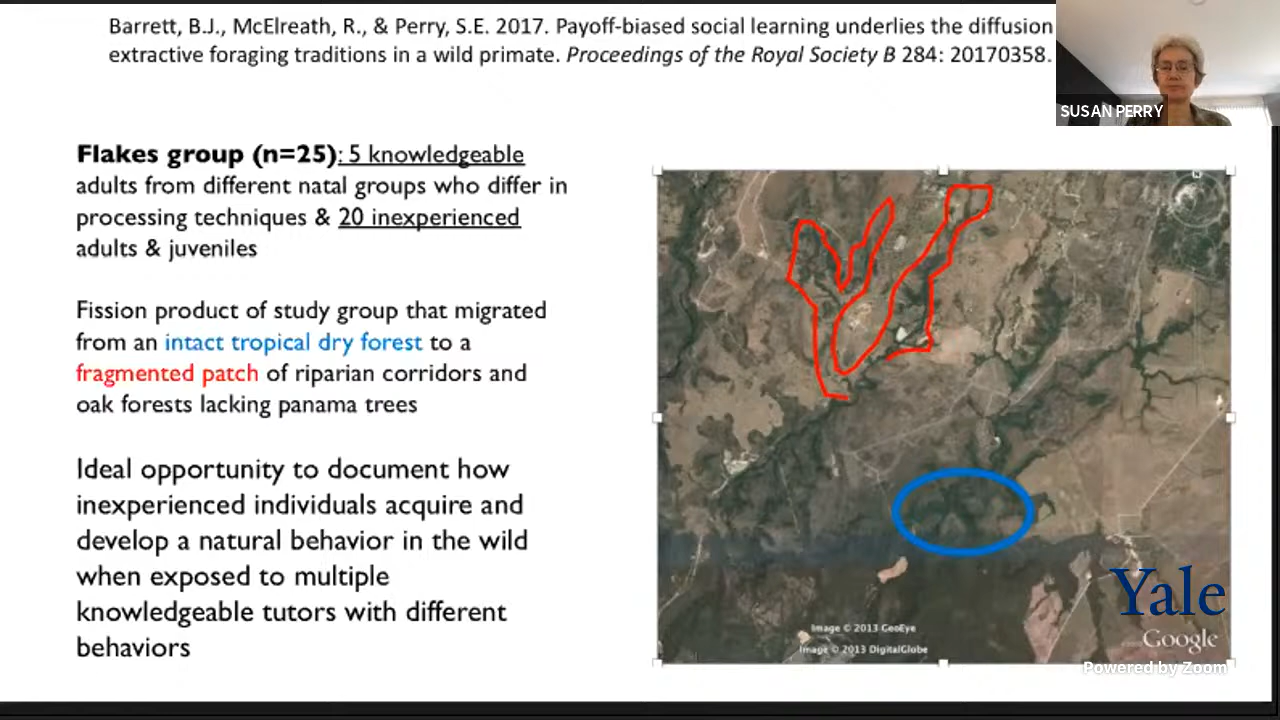 Barrett, B.J., McElreath, R., & Perry, S.E. 2017. Payoff-biased social learning underlies the diffusion
extractive foraging traditions in a wild primate. Proceedings of the Royal Society B 284: 20170358.
SUSAN PERRY
Flakes group (n=25): 5 knowledgeable
adults from different natal groups who differ in
processing techniques & 20 inexperienced
adults & juveniles
Fission product of study group that migrated
from an intact tropical dry forest to a
fragmented patch of riparian corridors and
oak forests lacking panama trees
Ideal opportunity to document how
inexperienced individuals acquire and
develop a natural behavior in the wild
when exposed to multiple
knowledgeable tutors with different
behaviors
Image © 2013 GeoEye
Image © 2013 DigitalGlobe
Yale
Google
Powered by Zoom